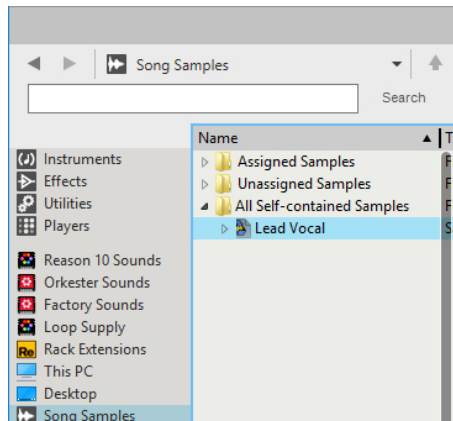 Song Samples
Search
Name
T
Assigned Samples
F
Unassigned Samples
F
All Self-contained Samples
F
Lead Vocal
S
Instruments
Effects
Utilities
Players
Reason 10 Sounds
Orkester Sounds
Factory Sounds
Loop Supply
Re Rack Extensions
This PC
Desktop
Song Samples